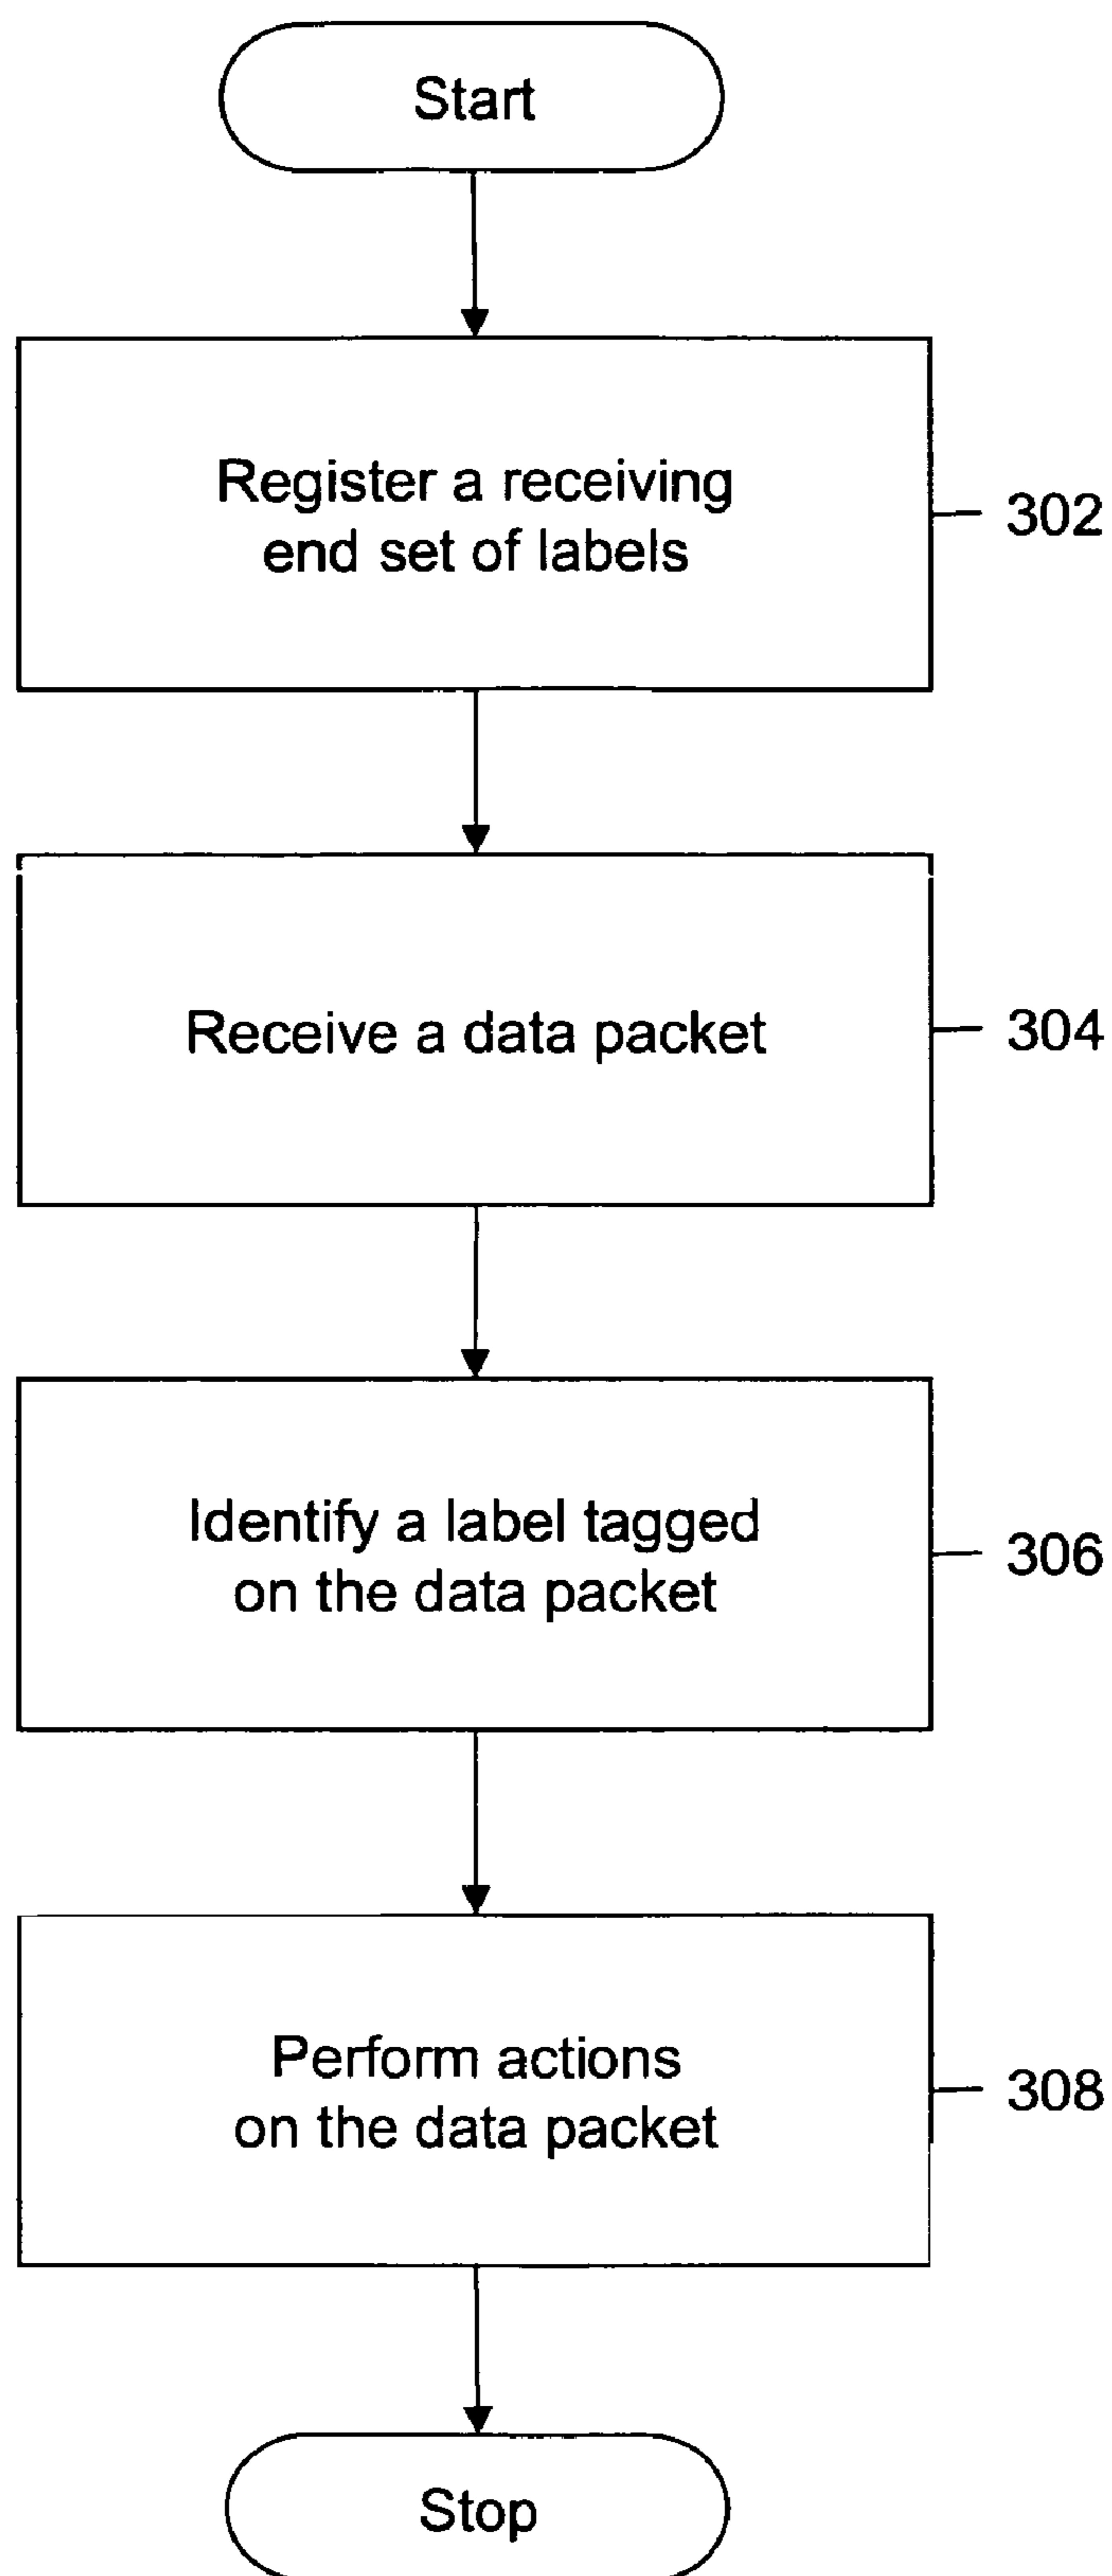 Start
Register a receiving
end set of labels
302
Receive a data packet
304
Identify a label tagged
on the data packet
306
Perform actions
on the data packet
308
Stop